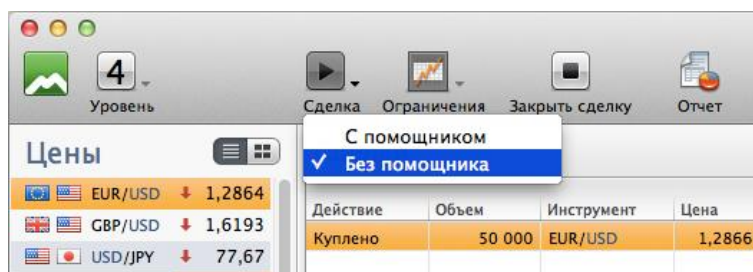 4
Уровень
Сделка
Ограничения
Закрыть сделку
Отчет
С помощником
✓ Без помощника
Цены
EUR/USD 1,2864
GBP/USD 1,6193
USD/JPY 77,67
Действие Объем Инструмент Цена
Куплено 50 000 EUR/USD 1,2866